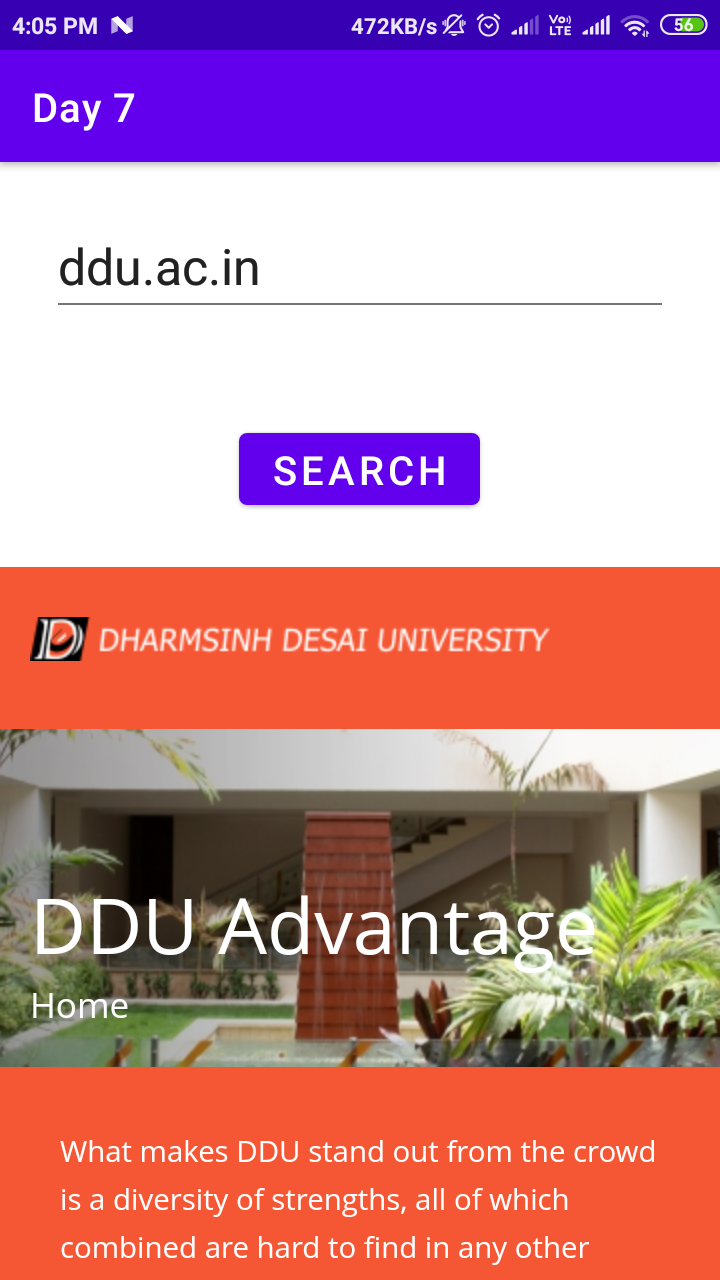 4:05 PM 472KB/s Vo) LTE 56
Day 7
ddu.ac.in
SEARCH
DHARMSINH DESAI UNIVERSITY
DDU Advantage
Home
What makes DDU stand out from the crowd
is a diversity of strengths, all of which
combined are hard to find in any other